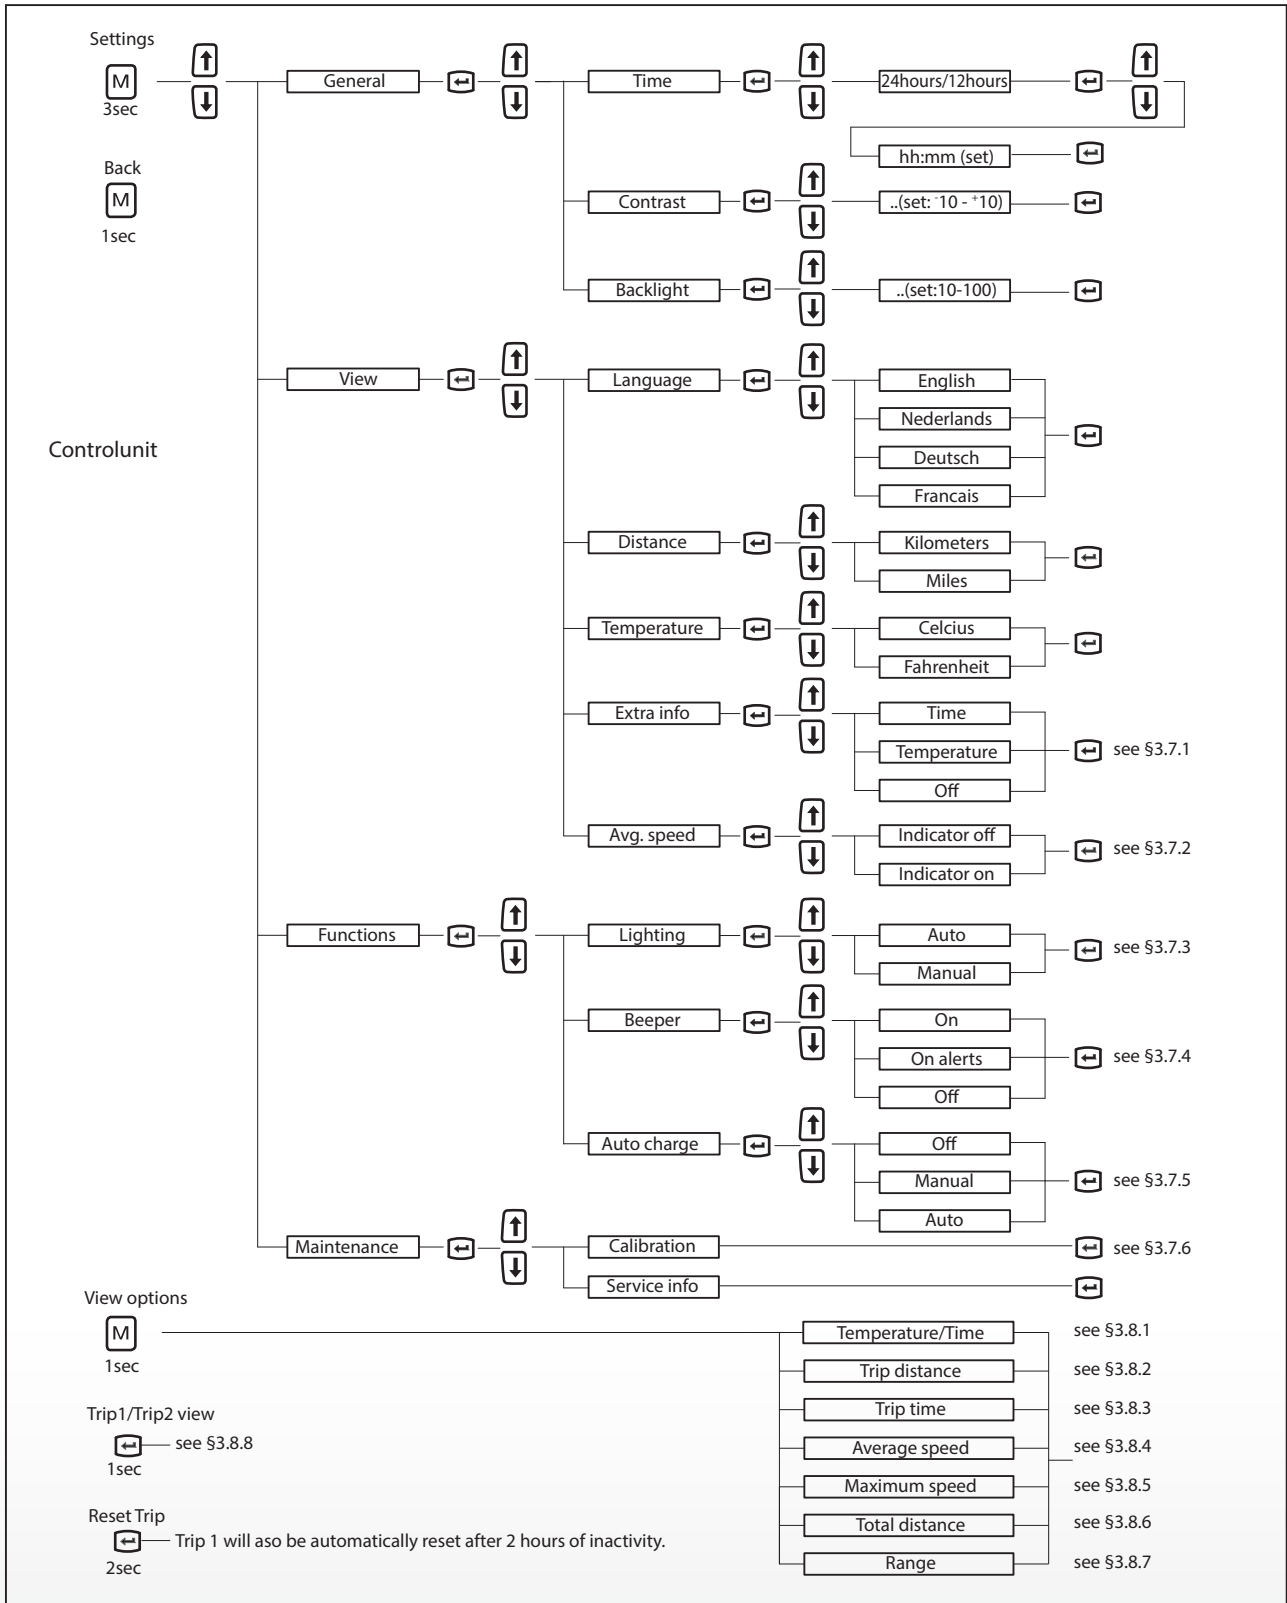 Settings
M
3sec
General
Time
24hours/12hours
hh:mm (set)
Back
M
1sec
Contrast
..(set: -10 - +10)
Backlight
..(set:10-100)
View
Language
English
Nederlands
Deutsch
Francais
Controlunit
Distance
Kilometers
Miles
Temperature
Celcius
Fahrenheit
Extra info
Time
Temperature
see §3.7.1
Off
Avg. speed
Indicator off
see §3.7.2
Indicator on
Functions
Lighting
Auto
see §3.7.3
Manual
Beeper
On
On alerts
see §3.7.4
Off
Auto charge
Off
Manual
see §3.7.5
Auto
Maintenance
Calibration
see §3.7.6
Service info
View options
M
1sec
Temperature/Time
see §3.8.1
Trip distance
see §3.8.2
Trip time
see §3.8.3
Average speed
see §3.8.4
Maximum speed
see §3.8.5
Total distance
see §3.8.6
Range
see §3.8.7
Trip1/Trip2 view
see §3.8.8
1sec
Reset Trip
Trip 1 will aso be automatically reset after 2 hours of inactivity.
2sec